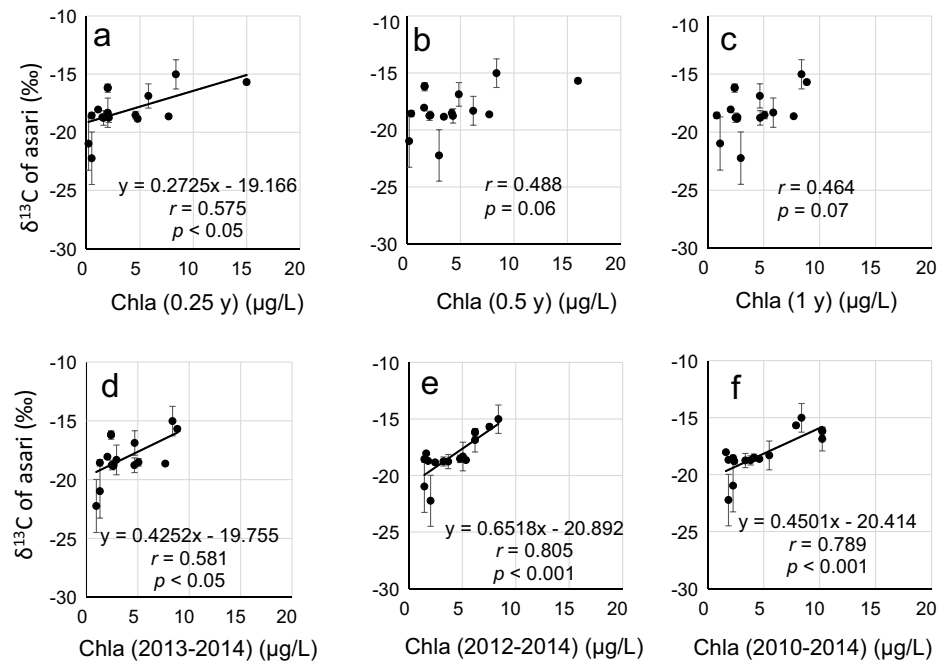 a
-10
-15
-20
-25
-30
δ¹³C of asari (‰)
y = 0.2725x - 19.166
r = 0.575
p < 0.05
0 5 10 15 20
Chla (0.25 y) (µg/L)
b
-10
-15
-20
-25
-30
r = 0.488
p = 0.06
0 5 10 15 20
Chla (0.5 y) (µg/L)
c
-10
-15
-20
-25
-30
r = 0.464
p = 0.07
0 5 10 15 20
Chla (1 y) (µg/L)
d
-10
-15
-20
-25
-30
δ¹³C of asari (‰)
y = 0.4252x - 19.755
r = 0.581
p < 0.05
0 5 10 15 20
Chla (2013-2014) (µg/L)
e
-10
-15
-20
-25
-30
y = 0.6518x - 20.892
r = 0.805
p < 0.001
0 5 10 15 20
Chla (2012-2014) (µg/L)
f
-10
-15
-20
-25
-30
y = 0.4501x - 20.414
r = 0.789
p < 0.001
0 5 10 15 20
Chla (2010-2014) (µg/L)